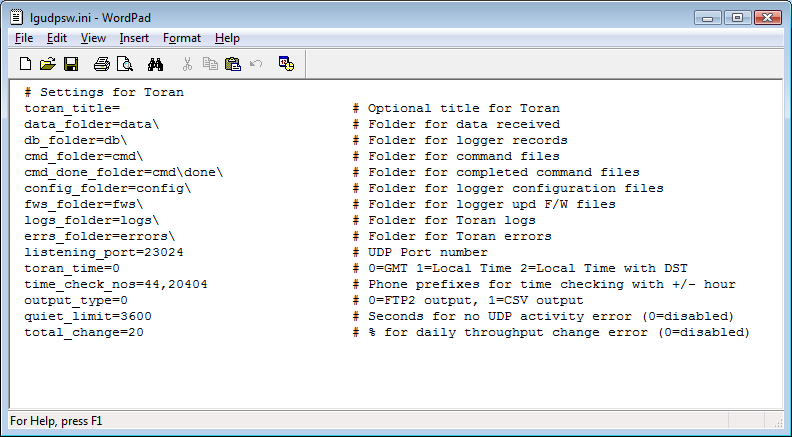 lgudpsw.ini - WordPad
File Edit View Insert Format Help
# Settings for Toran
toran_title= # Optional title for Toran
data_folder=data\ # Folder for data received
db_folder=db\ # Folder for logger records
cmd_folder=cmd\ # Folder for command files
cmd_done_folder=cmd\done\ # Folder for completed command files
config_folder=config\ # Folder for logger configuration files
fws_folder=fws\ # Folder for logger upd F/W files
logs_folder=logs\ # Folder for Toran logs
errs_folder=errors\ # Folder for Toran errors
listening_port=23024 # UDP Port number
toran_time=0 # 0=GMT 1=Local Time 2=Local Time with DST
time_check_nos=44,20404 # Phone prefixes for time checking with +/- hour
output_type=0 # 0=FTP2 output, 1=CSV output
quiet_limit=3600 # Seconds for no UDP activity error (0=disabled)
total_change=20 # % for daily throughput change error (0=disabled)
For Help, press F1